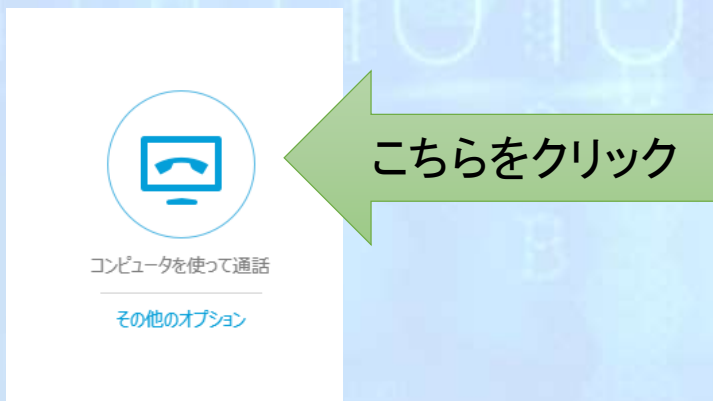 こちらをクリック
コンピュータを使って通話
その他のオプション